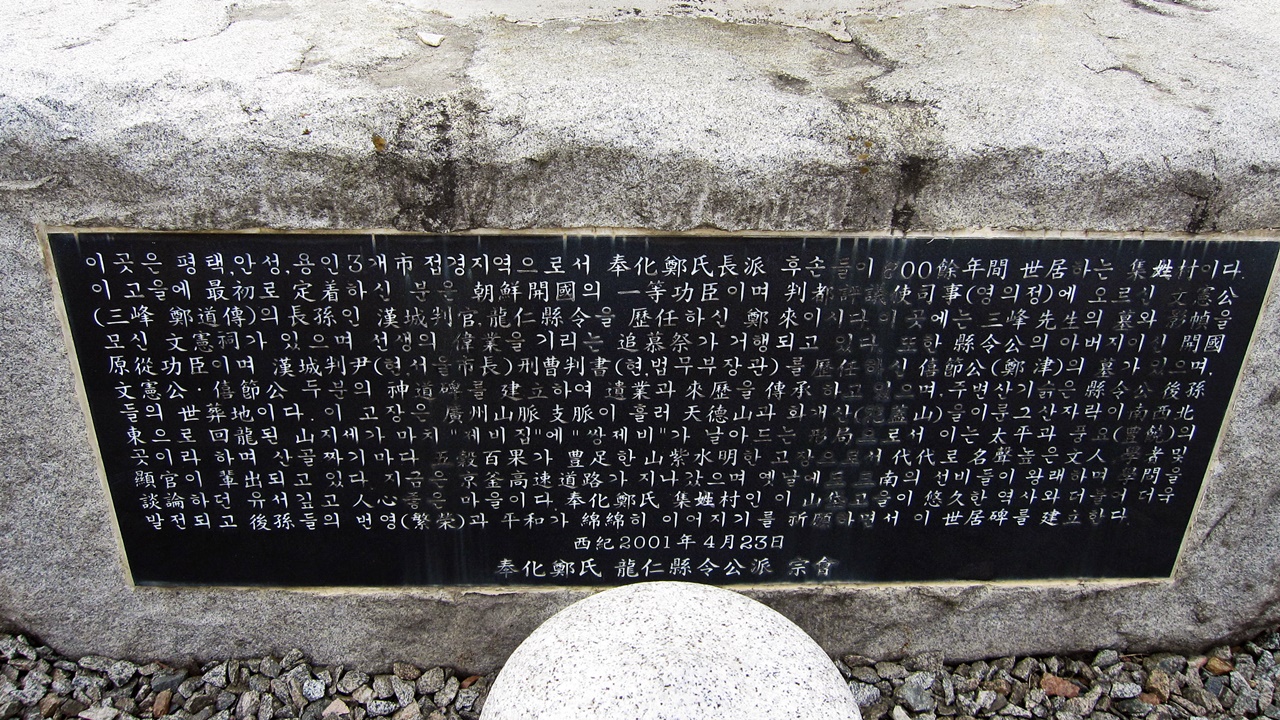 이곳은 평택,안성,용인3개市접경지역으로서 奉化鄭氏長派 후손들이 00餘年間 世居하는 集姓村이다.
이고을에 最初로 定着하신 분은 朝鮮開國의 一等功臣이며 判都評議使司事(영의정)에 오르신 文憲公
(三峰 鄭道傳)의 長孫인 漢城判官,龍仁縣令을 歷任하신 鄭來이시다. 이곳에는 三峰先生의 墓와 影幀을
모신 文憲祠가 있으며 선생의 偉業을 기리는 追慕祭가 거행되고 있다. 또한 縣令公의 아버지이신 開國
原從功臣이며 漢城判尹(현,서울市長)刑曹判書(현,법무부장관)를 歷任하신 僖節公(鄭津)의 墓가 있으며,
文憲公·僖節公 두분의 神道碑를 建立하여 遺業과 來歷을 傳承하고 있으며,주변산기슭은 縣令公 後孫
들의 世葬地이다. 이 고장은 廣州山脈支脈이 흘러 天德山과 화개산(蓋山)을이룬그산자락이 南西北
東으로 回龍된 山지세가 마치 "제비집"에 "쌍제비"가 날아드는 形局으로서 이는 太平과 풍요(豊饒)의
곳이라 하며 산골짜기마다 五穀百果가 豊足한 山紫水明한 고장으로서 代代로 名聲높은 文人 學者및
顯官이 輩出되고 있다. 지금은 京釜高速道路가 지나갔으며 옛날에도 南의 선비들이 왕래하며 學問을
談論하던 유서깊고 人心좋은 마을이다. 奉化鄭氏 集姓村인 이 山고을이 悠久한 역사와 더불어 더욱
발전되고 後孫들의 번영(繁榮)과 平和가 綿綿히 이어지기를 祈願하면서 이 世居碑를 建立한다.
西紀2001年 4月23日
奉化鄭氏 龍仁縣令公派 宗會